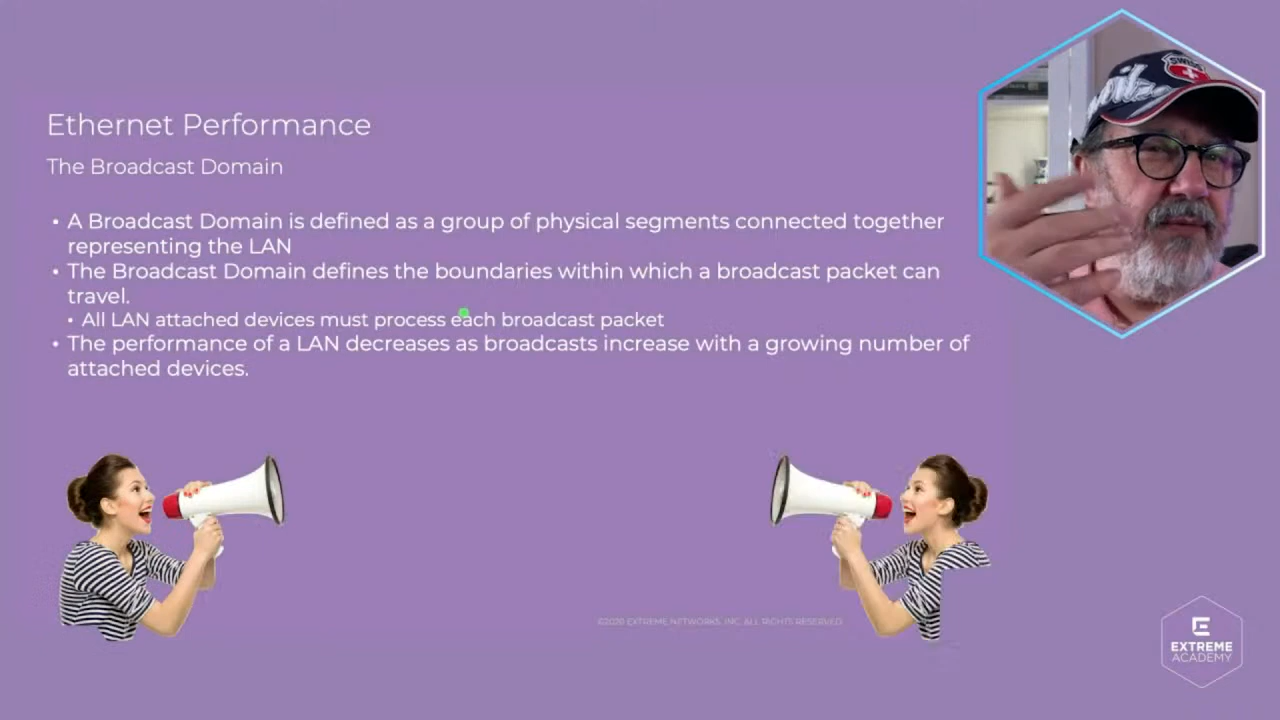 Ethernet Performance
The Broadcast Domain
• A Broadcast Domain is defined as a group of physical segments connected together
representing the LAN
• The Broadcast Domain defines the boundaries within which a broadcast packet can
travel.
• All LAN attached devices must process each broadcast packet
• The performance of a LAN decreases as broadcasts increase with a growing number of
attached devices.
©2020 EXTREME NETWORKS, INC. ALL RIGHTS RESERVED.
E
EXTREME
ACADEMY